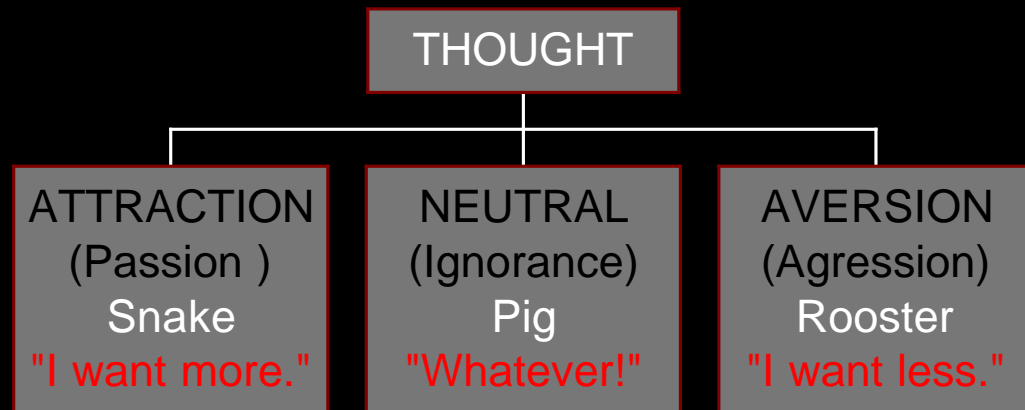 THOUGHT
ATTRACTION
(Passion )
Snake
"I want more."
NEUTRAL
(Ignorance)
Pig
"Whatever!"
AVERSION
(Agression)
Rooster
"I want less."